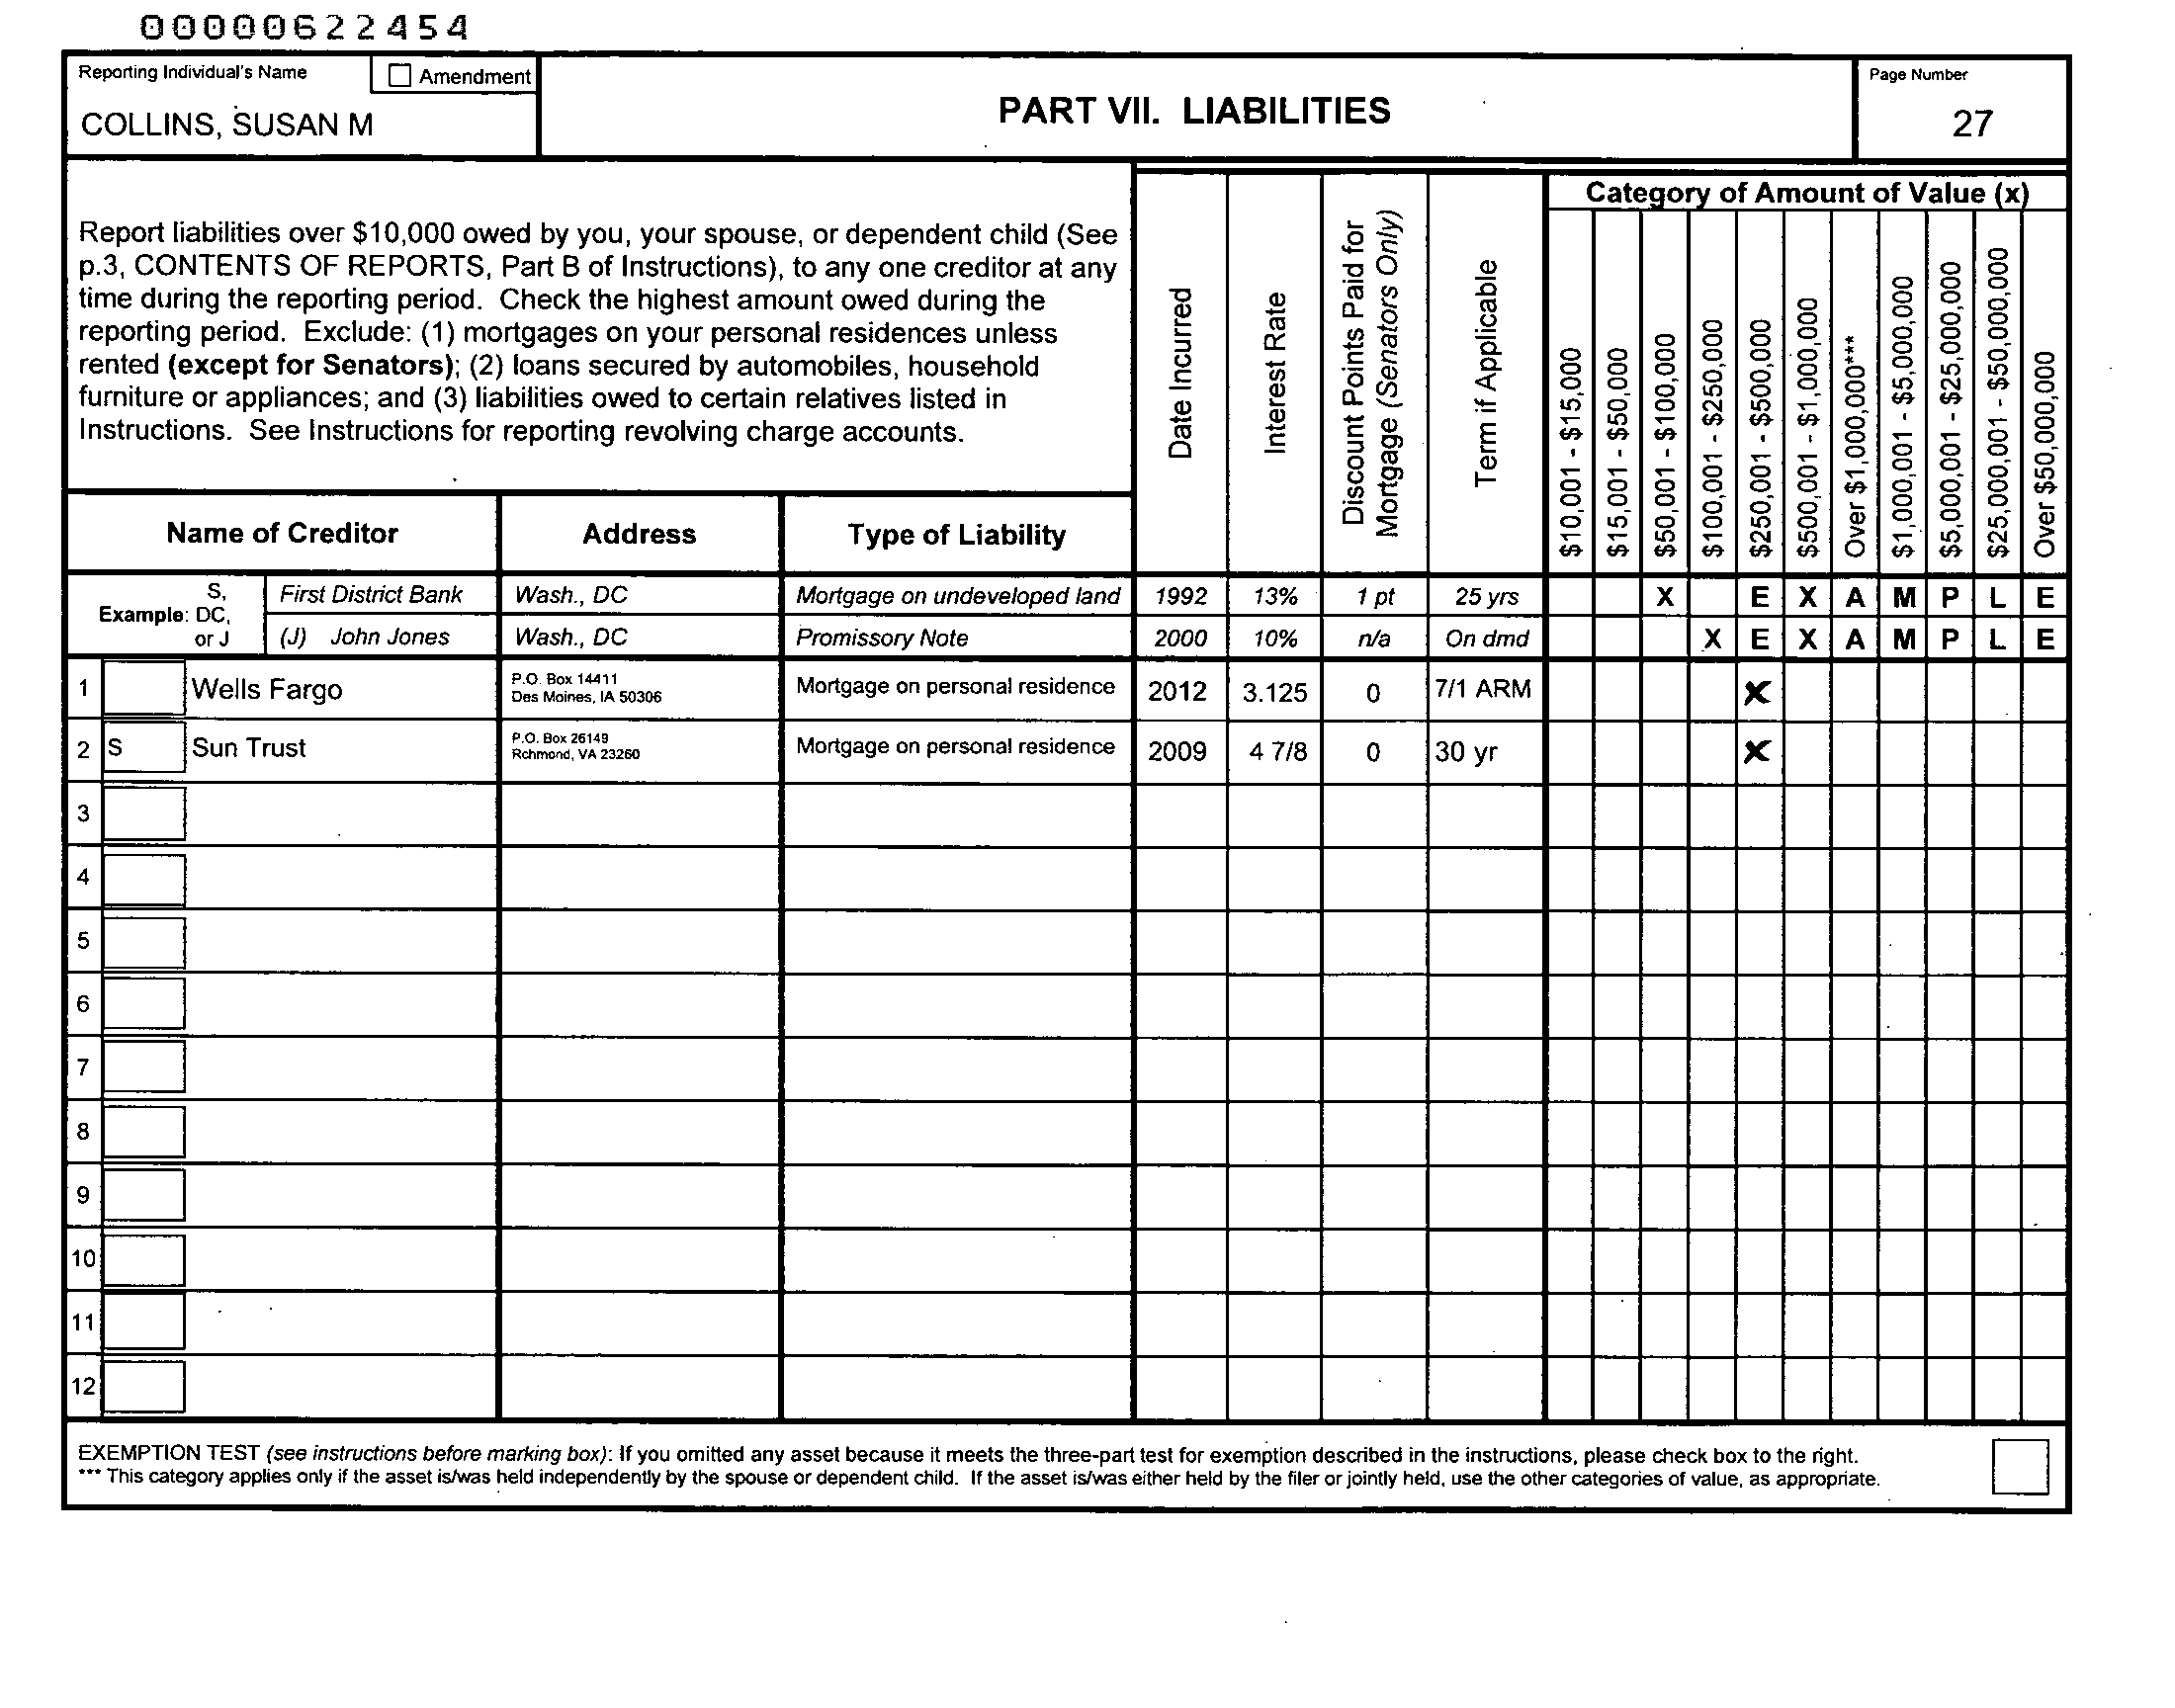 00000622454
Reporting Individual's Name
Amendment
COLLINS, SUSAN M
PART VII. LIABILITIES
Page Number
27
Report liabilities over $10,000 owed by you, your spouse, or dependent child (See
p.3, CONTENTS OF REPORTS, Part B of Instructions), to any one creditor at any
time during the reporting period. Check the highest amount owed during the
reporting period. Exclude: (1) mortgages on your personal residences unless
rented (except for Senators); (2) loans secured by automobiles, household
furniture or appliances; and (3) liabilities owed to certain relatives listed in
Instructions. See Instructions for reporting revolving charge accounts.
Date Incurred
Interest Rate
Discount Points Paid for
Mortgage (Senators Only)
Term if Applicable
Category of Amount of Value (x)
$10,001 - $15,000
$15,001 - $50,000
$50,001 - $100,000
$100,001 - $250,000
$250,001 - $500,000
$500,001 - $1,000,000
Over $1,000,000***
$1,000,001 - $5,000,000
$5,000,001 - $25,000,000
$25,000,001 - $50,000,000
Over $50,000,000
Name of Creditor Address Type of Liability
Example: S, DC, or J
First District Bank Wash., DC Mortgage on undeveloped land 1992 13% 1 pt 25 yrs X E X A M P L E
(J) John Jones Wash., DC Promissory Note 2000 10% n/a On dmd X E X A M P L E
1 Wells Fargo P.O. Box 14411 Des Moines, IA 50306 Mortgage on personal residence 2012 3.125 0 7/1 ARM X
2 S Sun Trust P.O. Box 26149 Rchmond, VA 23260 Mortgage on personal residence 2009 4 7/8 0 30 yr X
3
4
5
6
7
8
9
10
11
12
EXEMPTION TEST (see instructions before marking box): If you omitted any asset because it meets the three-part test for exemption described in the instructions, please check box to the right.
*** This category applies only if the asset is/was held independently by the spouse or dependent child. If the asset is/was either held by the filer or jointly held, use the other categories of value, as appropriate.